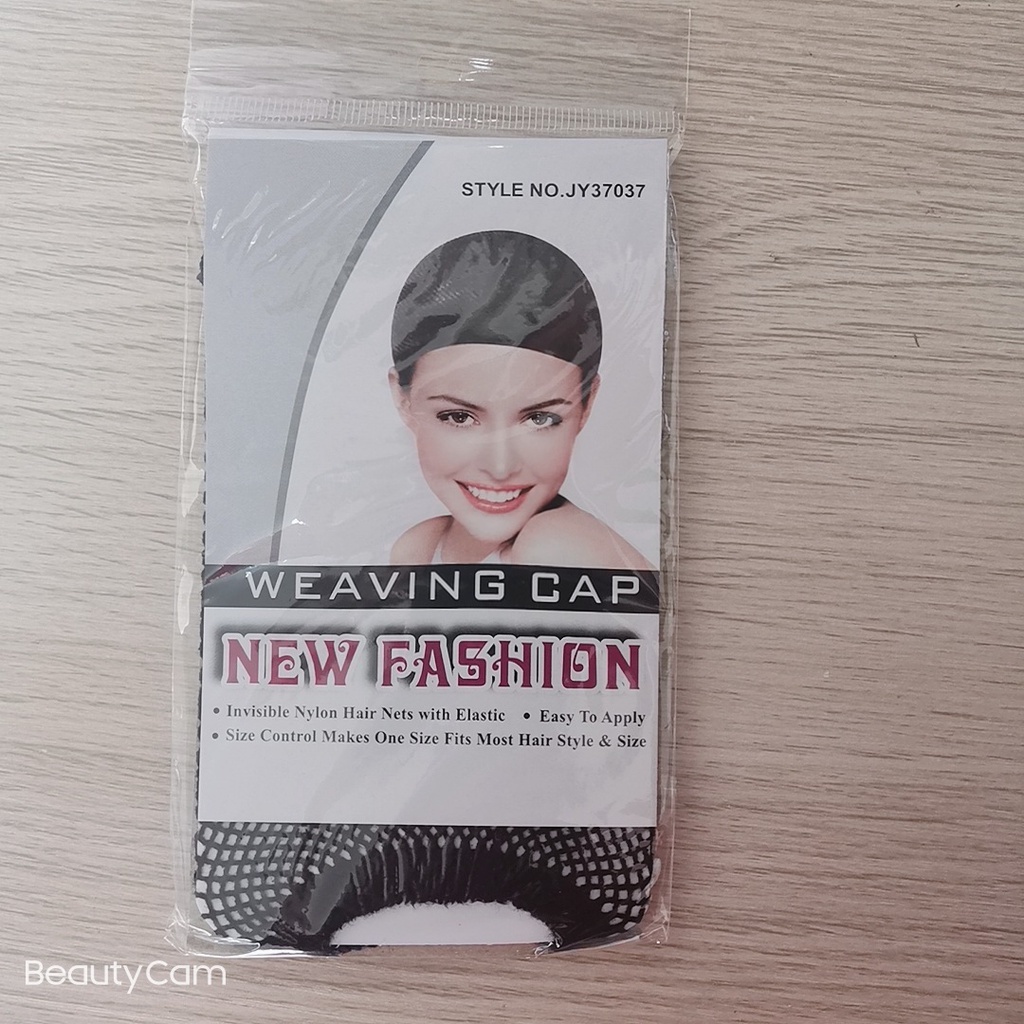 STYLE NO.JY37037
WEAVING CAP
NEW FASHION
• Invisible Nylon Hair Nets with Elastic • Easy To Apply
• Size Control Makes One Size Fits Most Hair Style & Size
BeautyCam